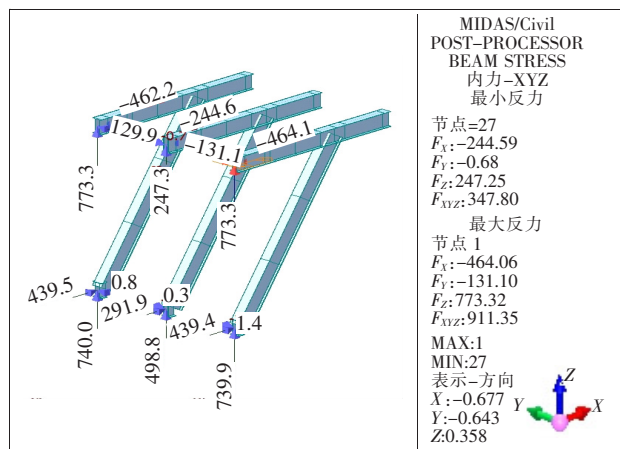 -462.2
129.9
-244.6
-131.1
-464.1
773.3
247.3
773.3
439.5
0.8
291.9
0.3
439.4
1.4
740.0
498.8
739.9
MIDAS/Civil
POST-PROCESSOR
BEAM STRESS
内力-XYZ
最小反力
节点=27
FX:-244.59
FY:-0.68
FZ:247.25
FXYZ:347.80
最大反力
节点 1
FX:-464.06
FY:-131.10
FZ:773.32
FXYZ:911.35
MAX:1
MIN:27
表示-方向
X:-0.677
Y:-0.643
Z:0.358
Z
Y
X